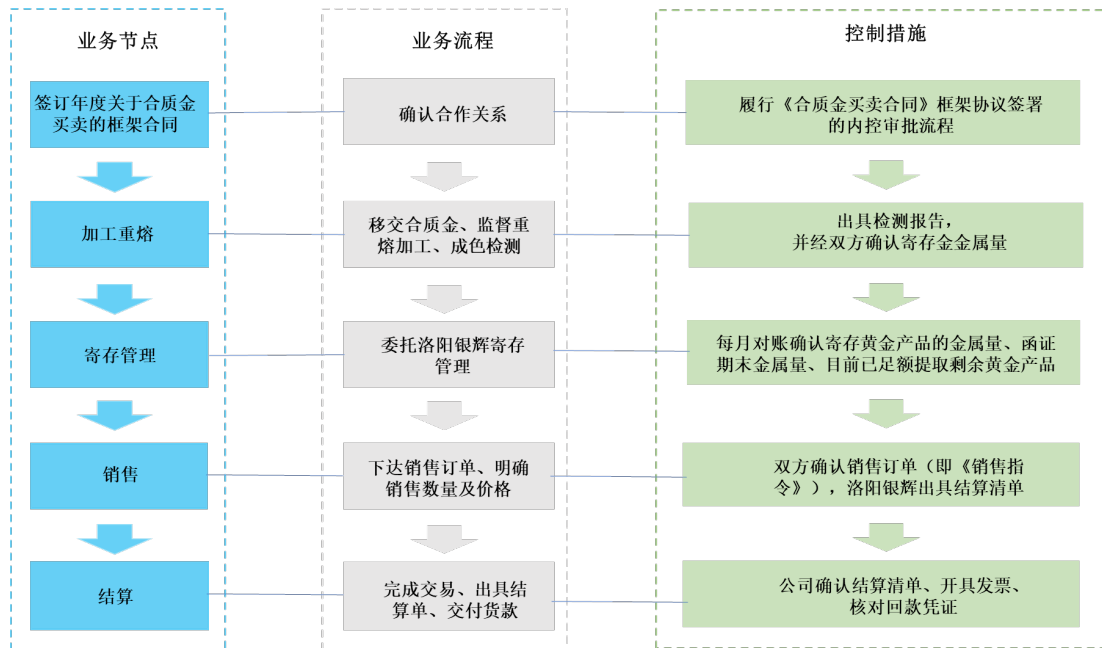 业务节点
业务流程
控制措施
签订年度关于合质金
买卖的框架合同
确认合作关系
履行《合质金买卖合同》框架协议签署
的内控审批流程
加工重熔
移交合质金、监督重
熔加工、成色检测
出具检测报告，
并经双方确认寄存金金属量
寄存管理
委托洛阳银辉寄存
管理
每月对账确认寄存黄金产品的金属量、函证
期末金属量、目前已足额提取剩余黄金产品
销售
下达销售订单、明确
销售数量及价格
双方确认销售订单（即《销售指
令》），洛阳银辉出具结算清单
结算
完成交易、出具结
算单、交付货款
公司确认结算清单、开具发票、
核对回款凭证